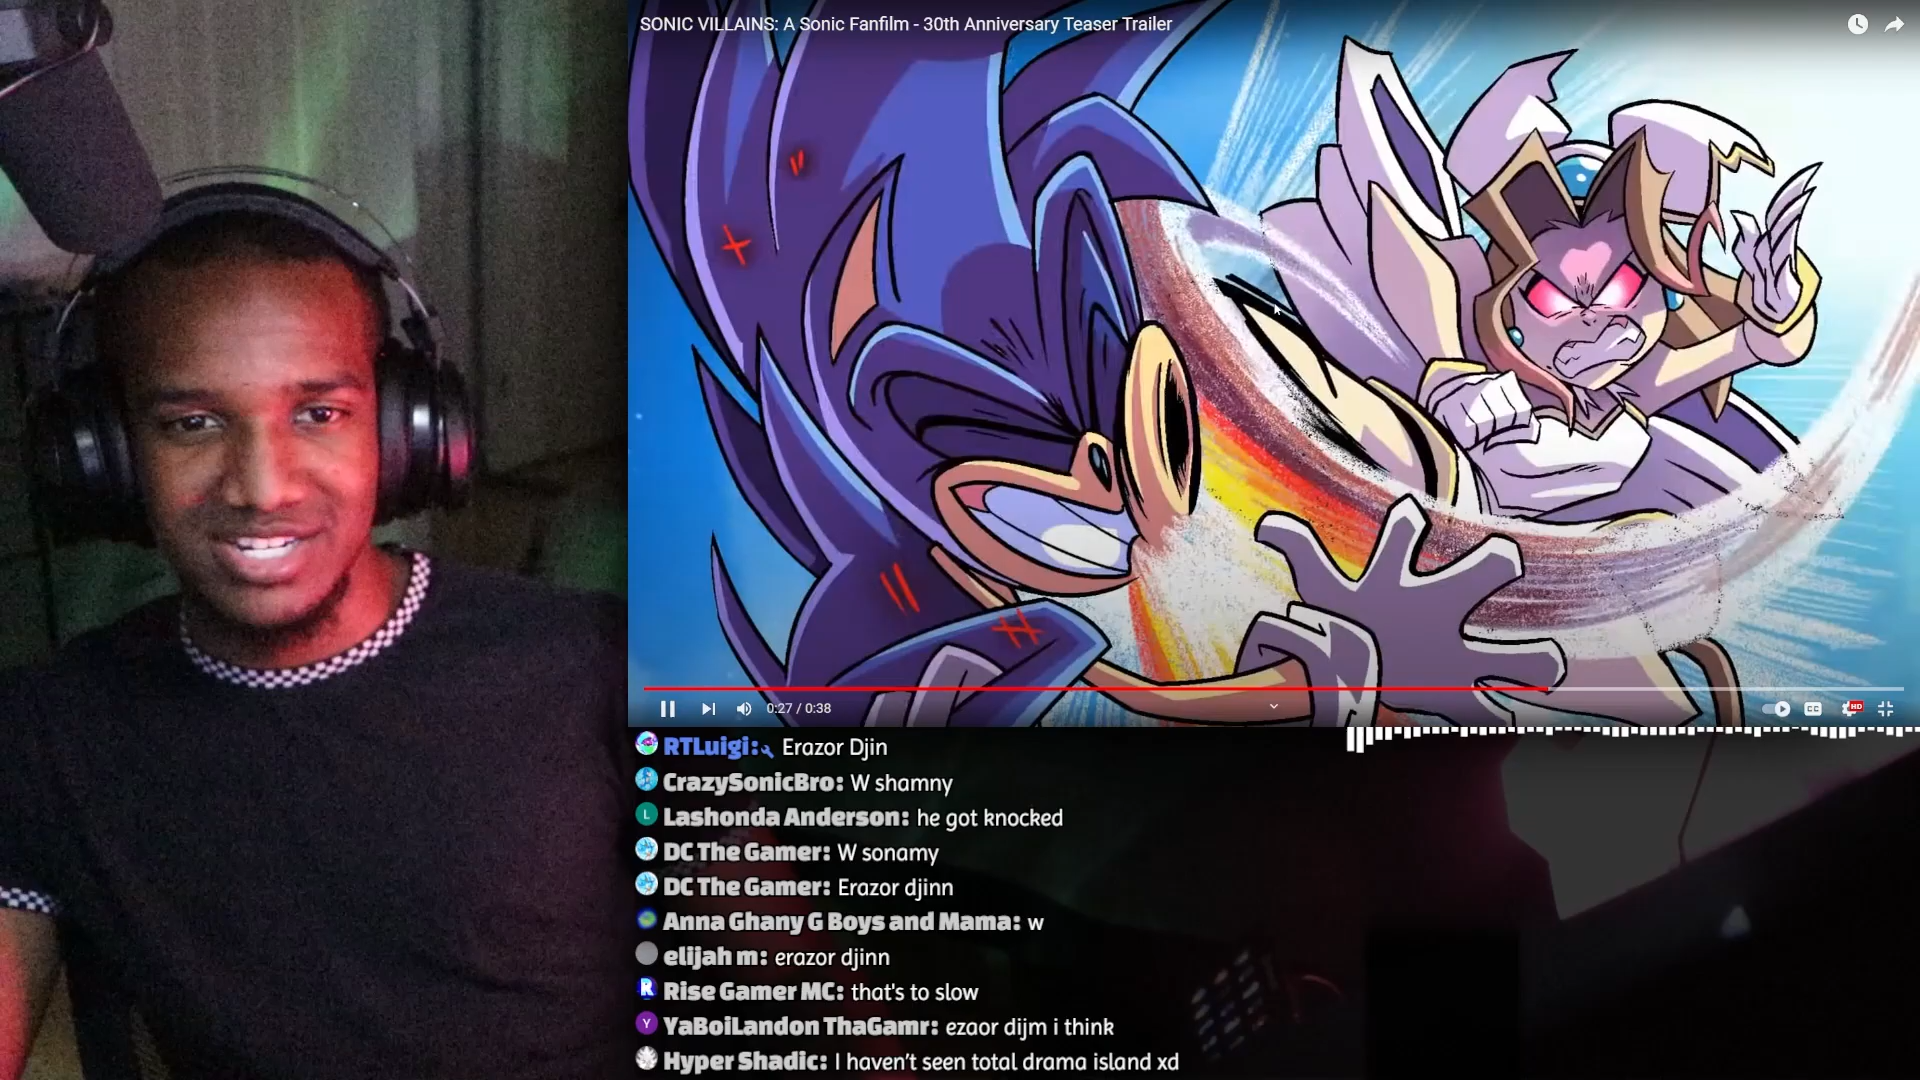 SONIC VILLAINS: A Sonic Fanfilm - 30th Anniversary Teaser Trailer
0:27 / 0:38
CC
HD
RTLuigi: Erazor Djin
CrazySonicBro: W shamny
L
Lashonda Anderson: he got knocked
DC The Gamer: W sonamy
DC The Gamer: Erazor djinn
Anna Ghany G Boys and Mama: w
elijah m: erazor djinn
R
Rise Gamer MC: that's to slow
Y
YaBoiLandon ThaGamr: ezaor dijm i think
Hyper Shadic: I haven't seen total drama island xd